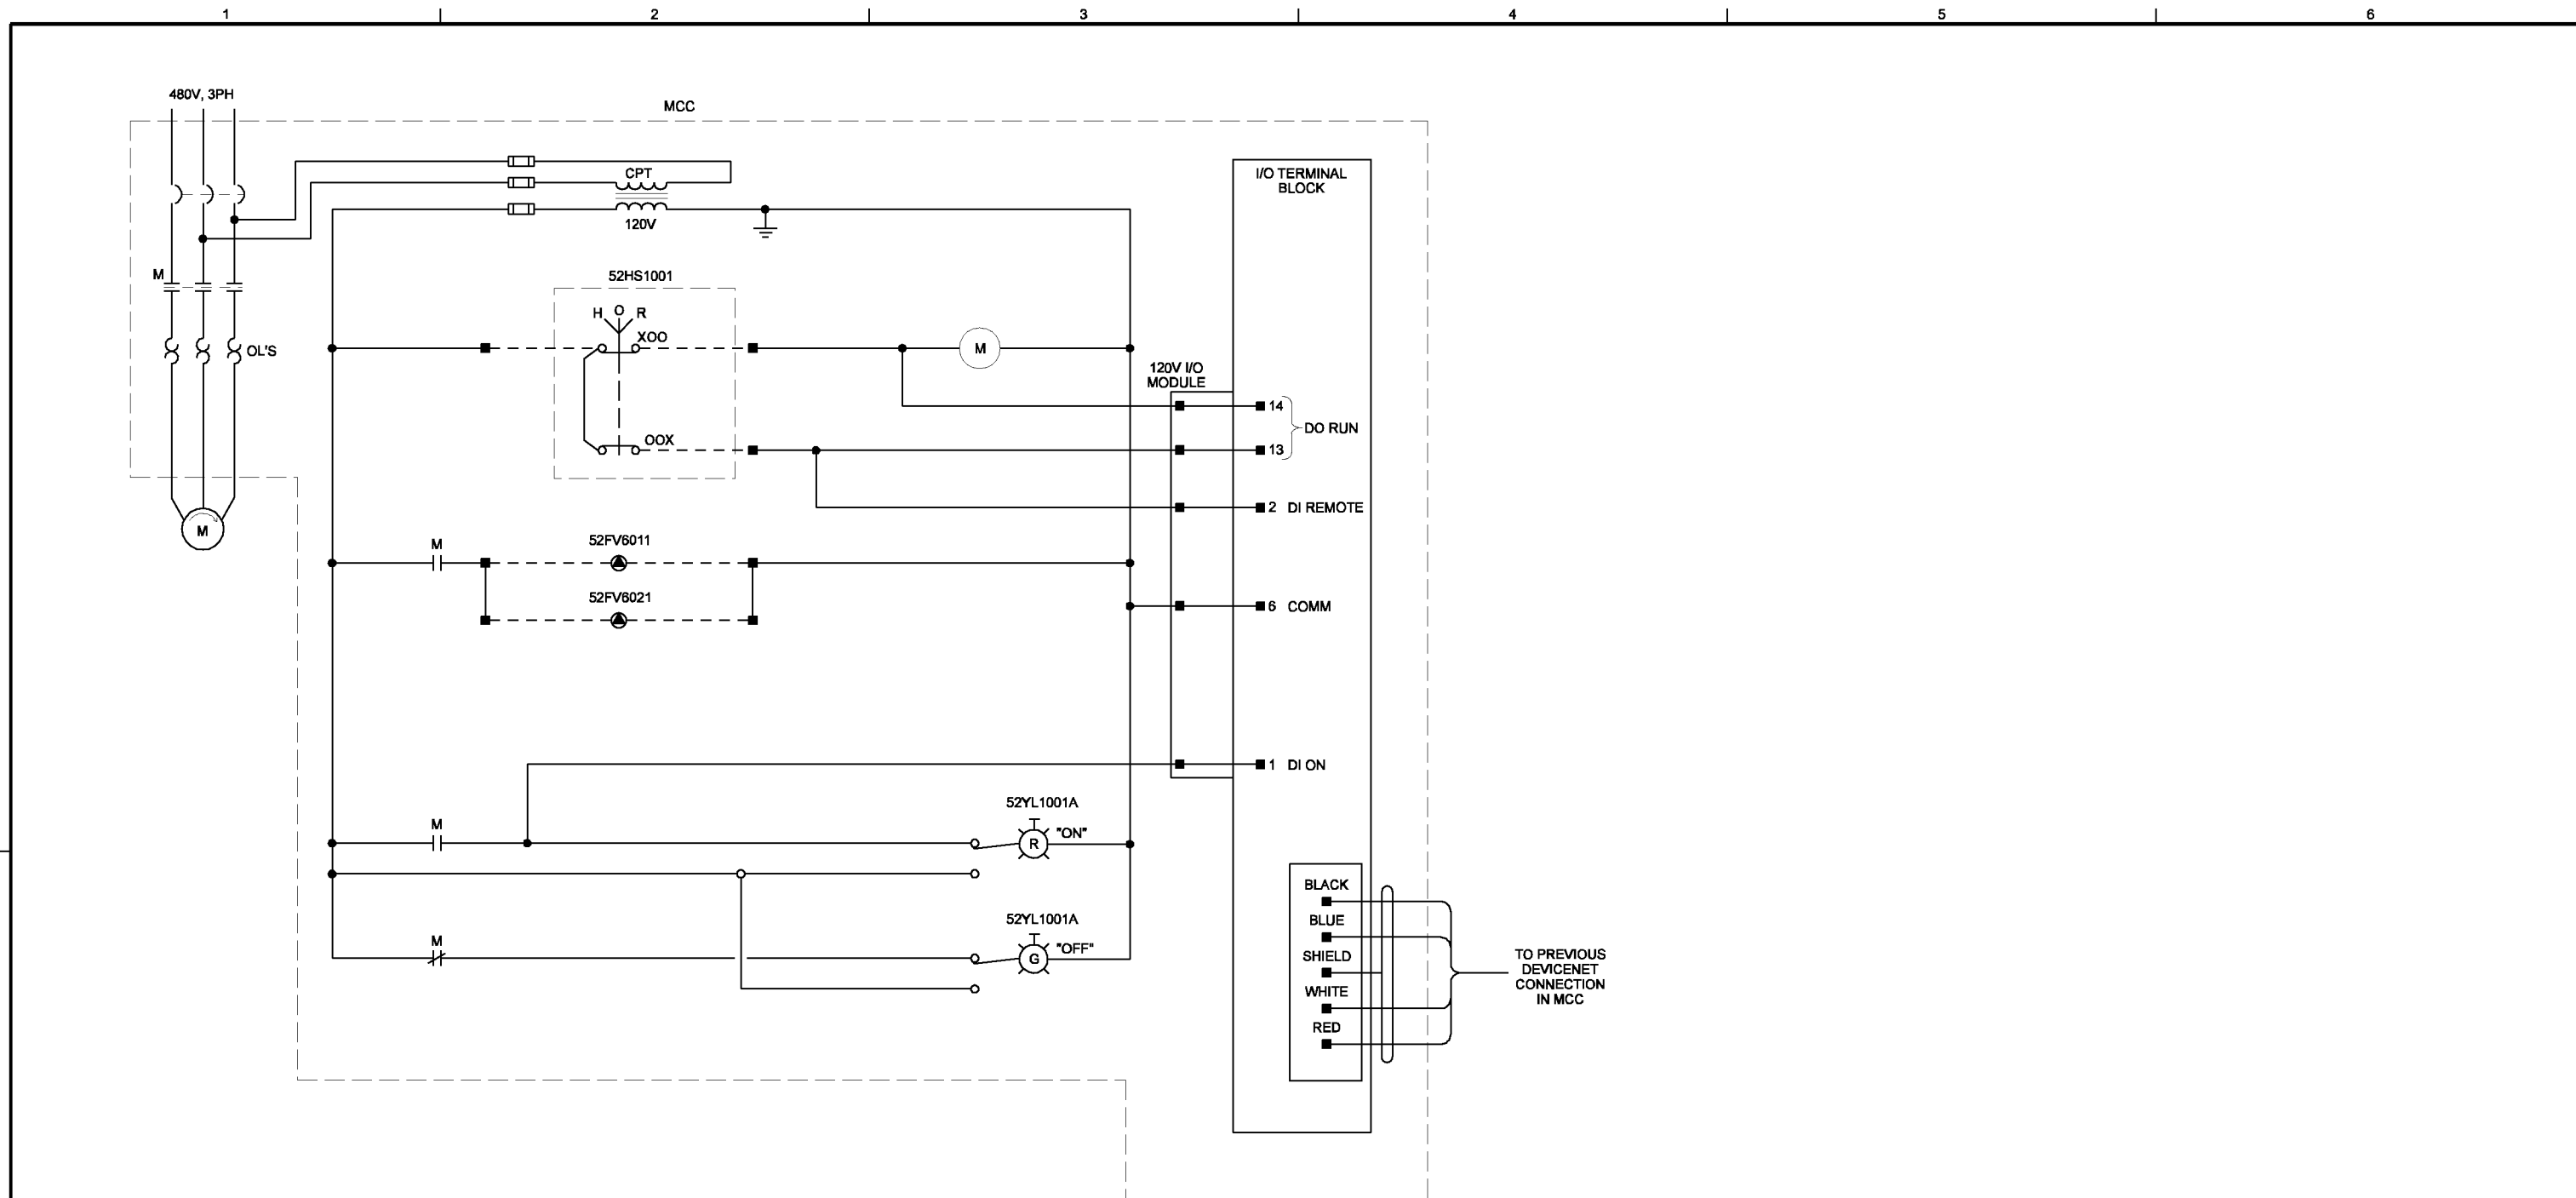 1
2
3
4
5
6
480V, 3PH
MCC
CPT
120V
I/O TERMINAL
BLOCK
M
52HS1001
H O R
XOO
OL'S
M
120V I/O
MODULE
14
DO RUN
OOX
13
2 DI REMOTE
M
M
52FV6011
52FV6021
6 COMM
1 DI ON
52YL1001A
M
"ON"
R
BLACK
52YL1001A
BLUE
M
"OFF"
G
SHIELD
TO PREVIOUS
DEVICENET
CONNECTION
IN MCC
WHITE
RED